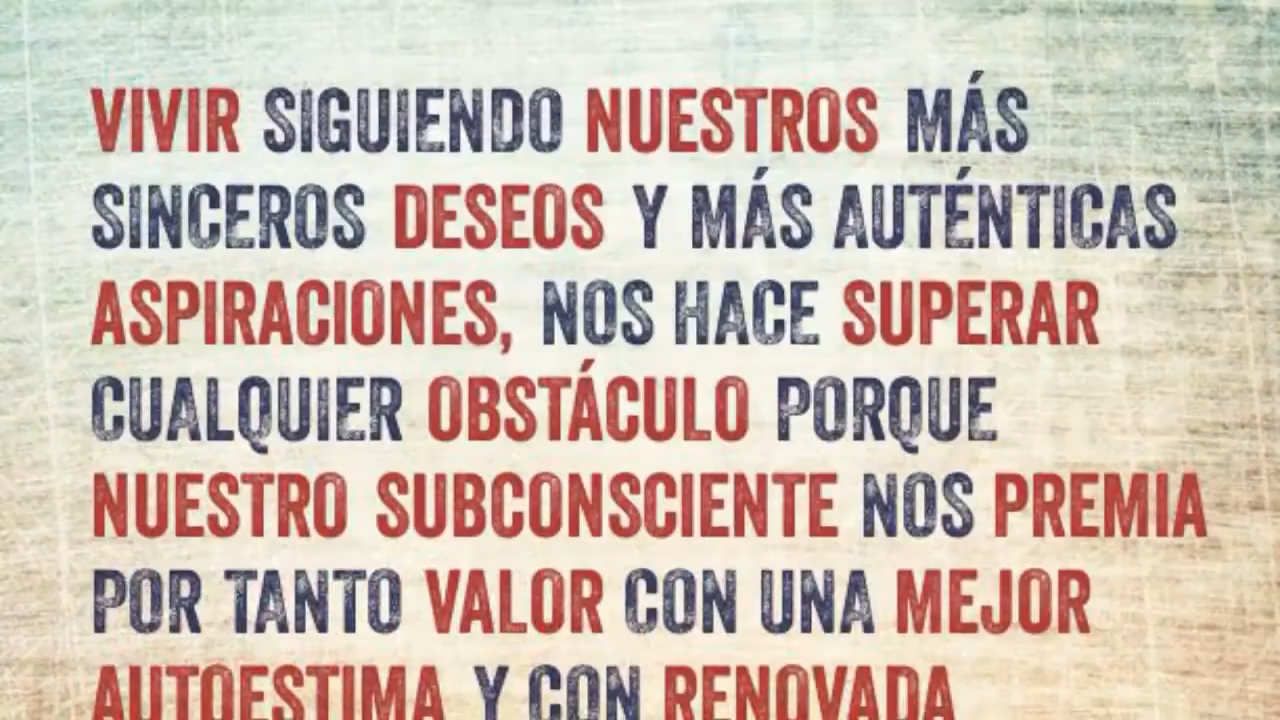 VIVIR SIGUIENDO NUESTROS MÁS
SINCEROS DESEOS Y MÁS AUTÉNTICAS
ASPIRACIONES, NOS HACE SUPERAR
CUALQUIER OBSTÁCULO PORQUE
NUESTRO SUBCONSCIENTE NOS PREMIA
POR TANTO VALOR CON UNA MEJOR
AUTOESTIMA Y CON RENOVADA